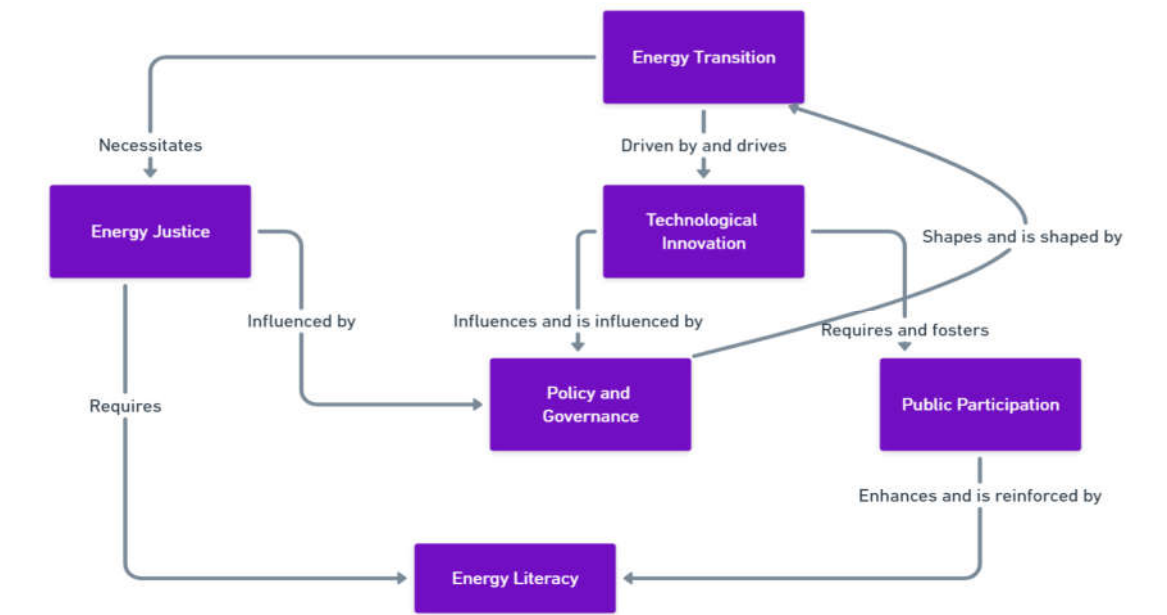 Energy Transition
Necessitates
Driven by and drives
Energy Justice
Technological
Innovation
Shapes and is shaped by
Influenced by
Influences and is influenced by
Requires and fosters
Policy and
Governance
Public Participation
Requires
Enhances and is reinforced by
Energy Literacy